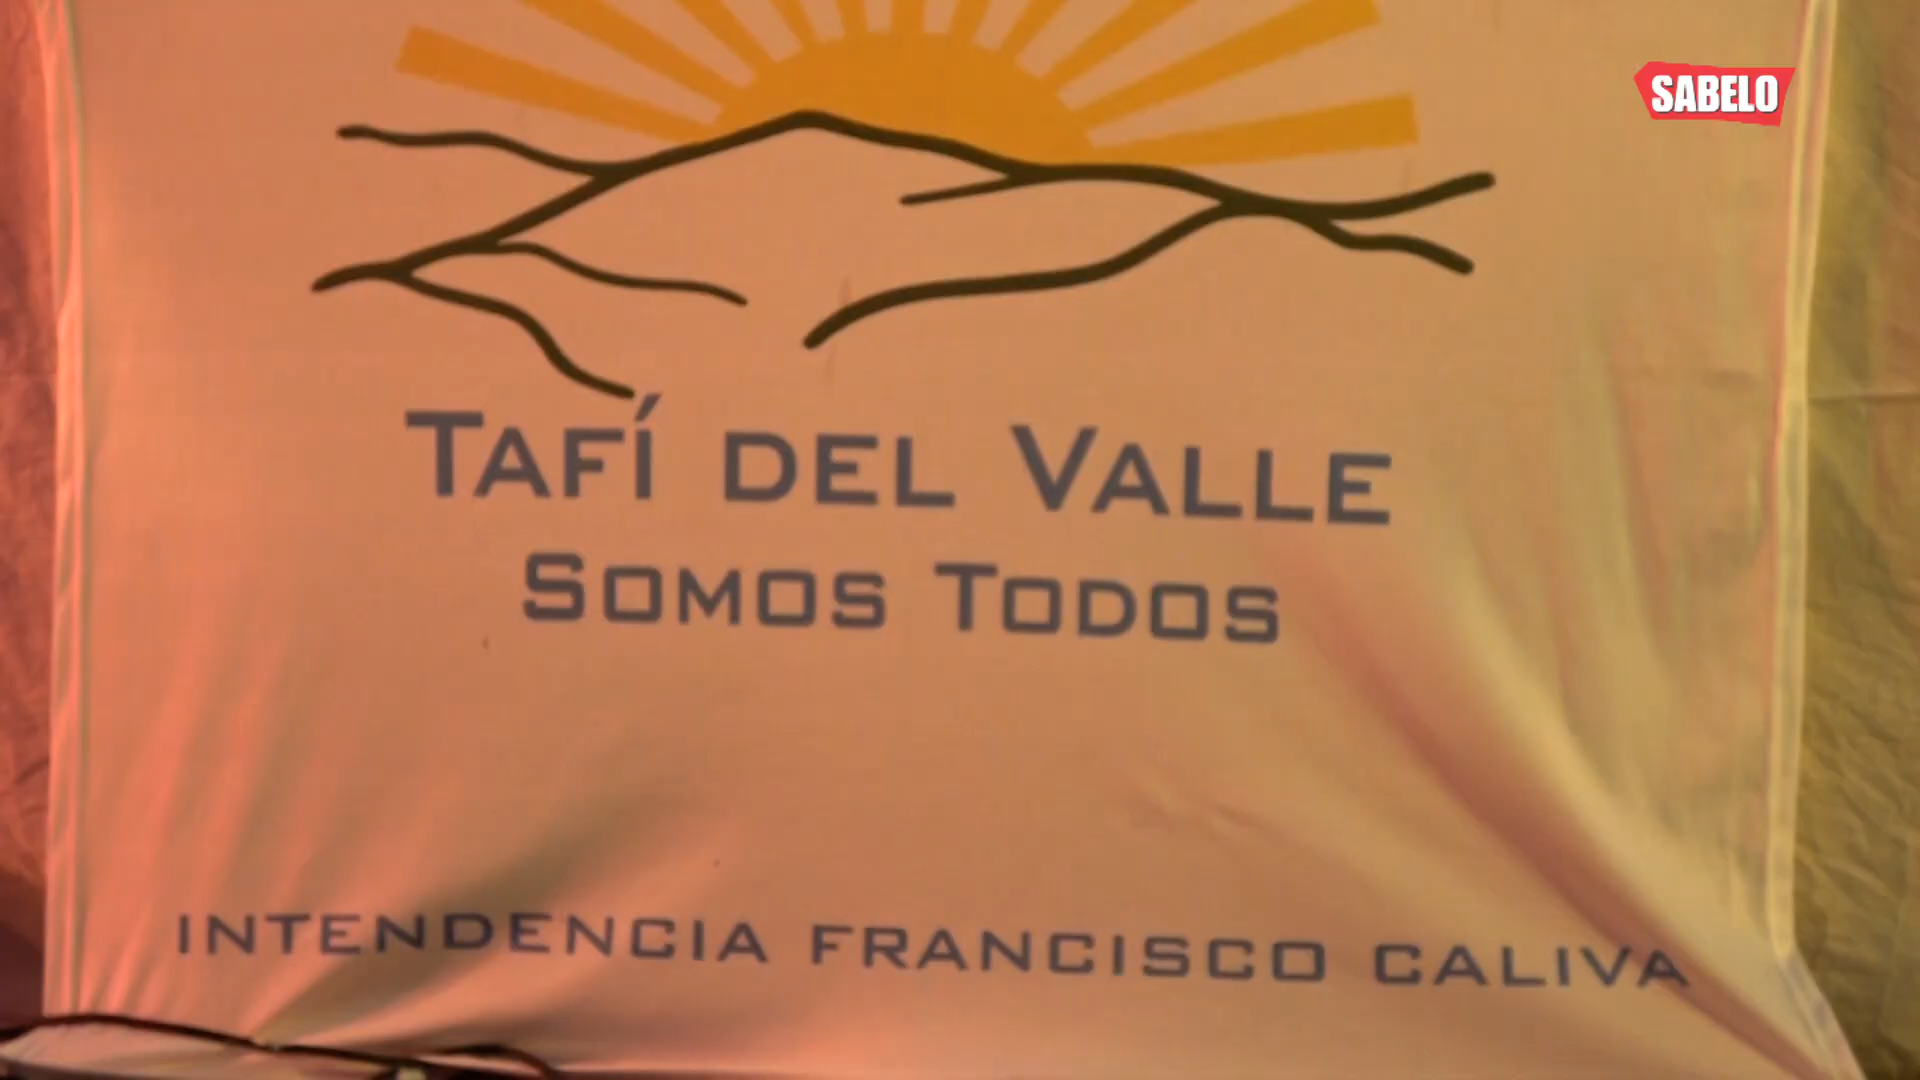 SABELO
TAFÍ DEL VALLE
SOMOS TODOS
INTENDENCIA FRANCISCO CALIVA